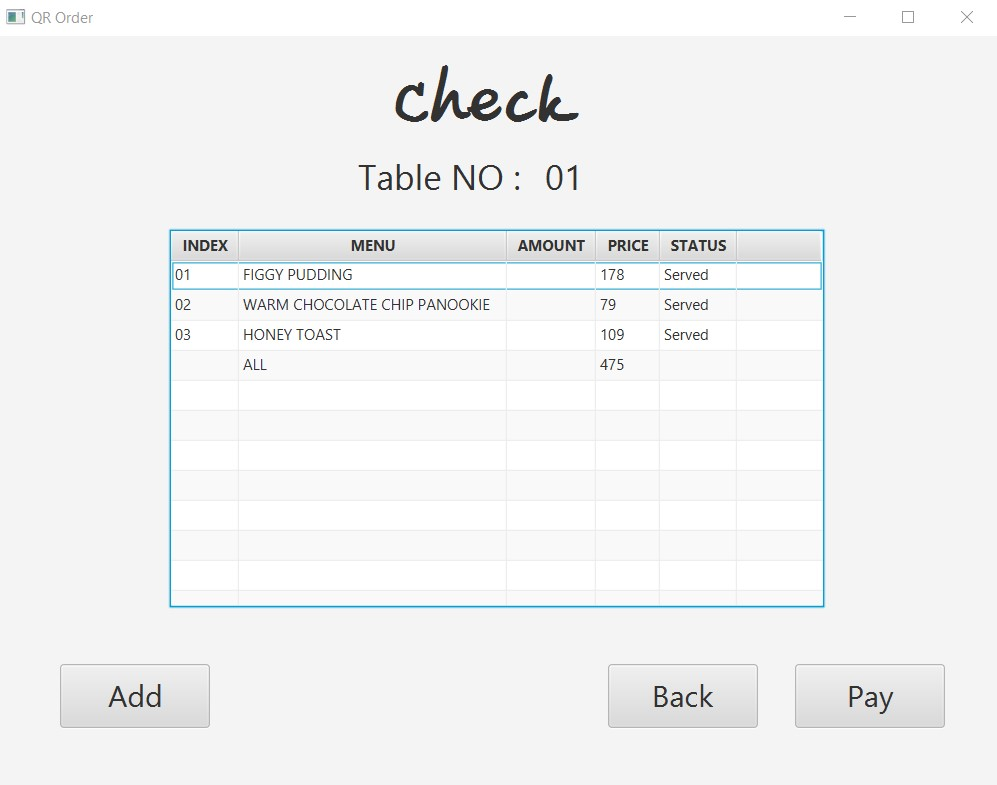 QR Order
Check
Table NO : 01
INDEX MENU AMOUNT PRICE STATUS
01 FIGGY PUDDING 178 Served
02 WARM CHOCOLATE CHIP PANOOKIE 79 Served
03 HONEY TOAST 109 Served
ALL 475
Add Back Pay